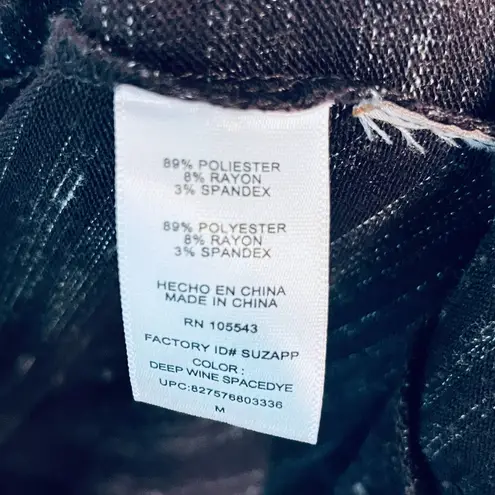 89% POLIESTER
8% RAYON
3% SPANDEX
89% POLYESTER
8% RAYON
3% SPANDEX
HECHO EN CHINA
MADE IN CHINA
RN 105543
FACTORY ID# SUZAPP
COLOR :
DEEP WINE SPACEDYE
UPC:827576803336
M